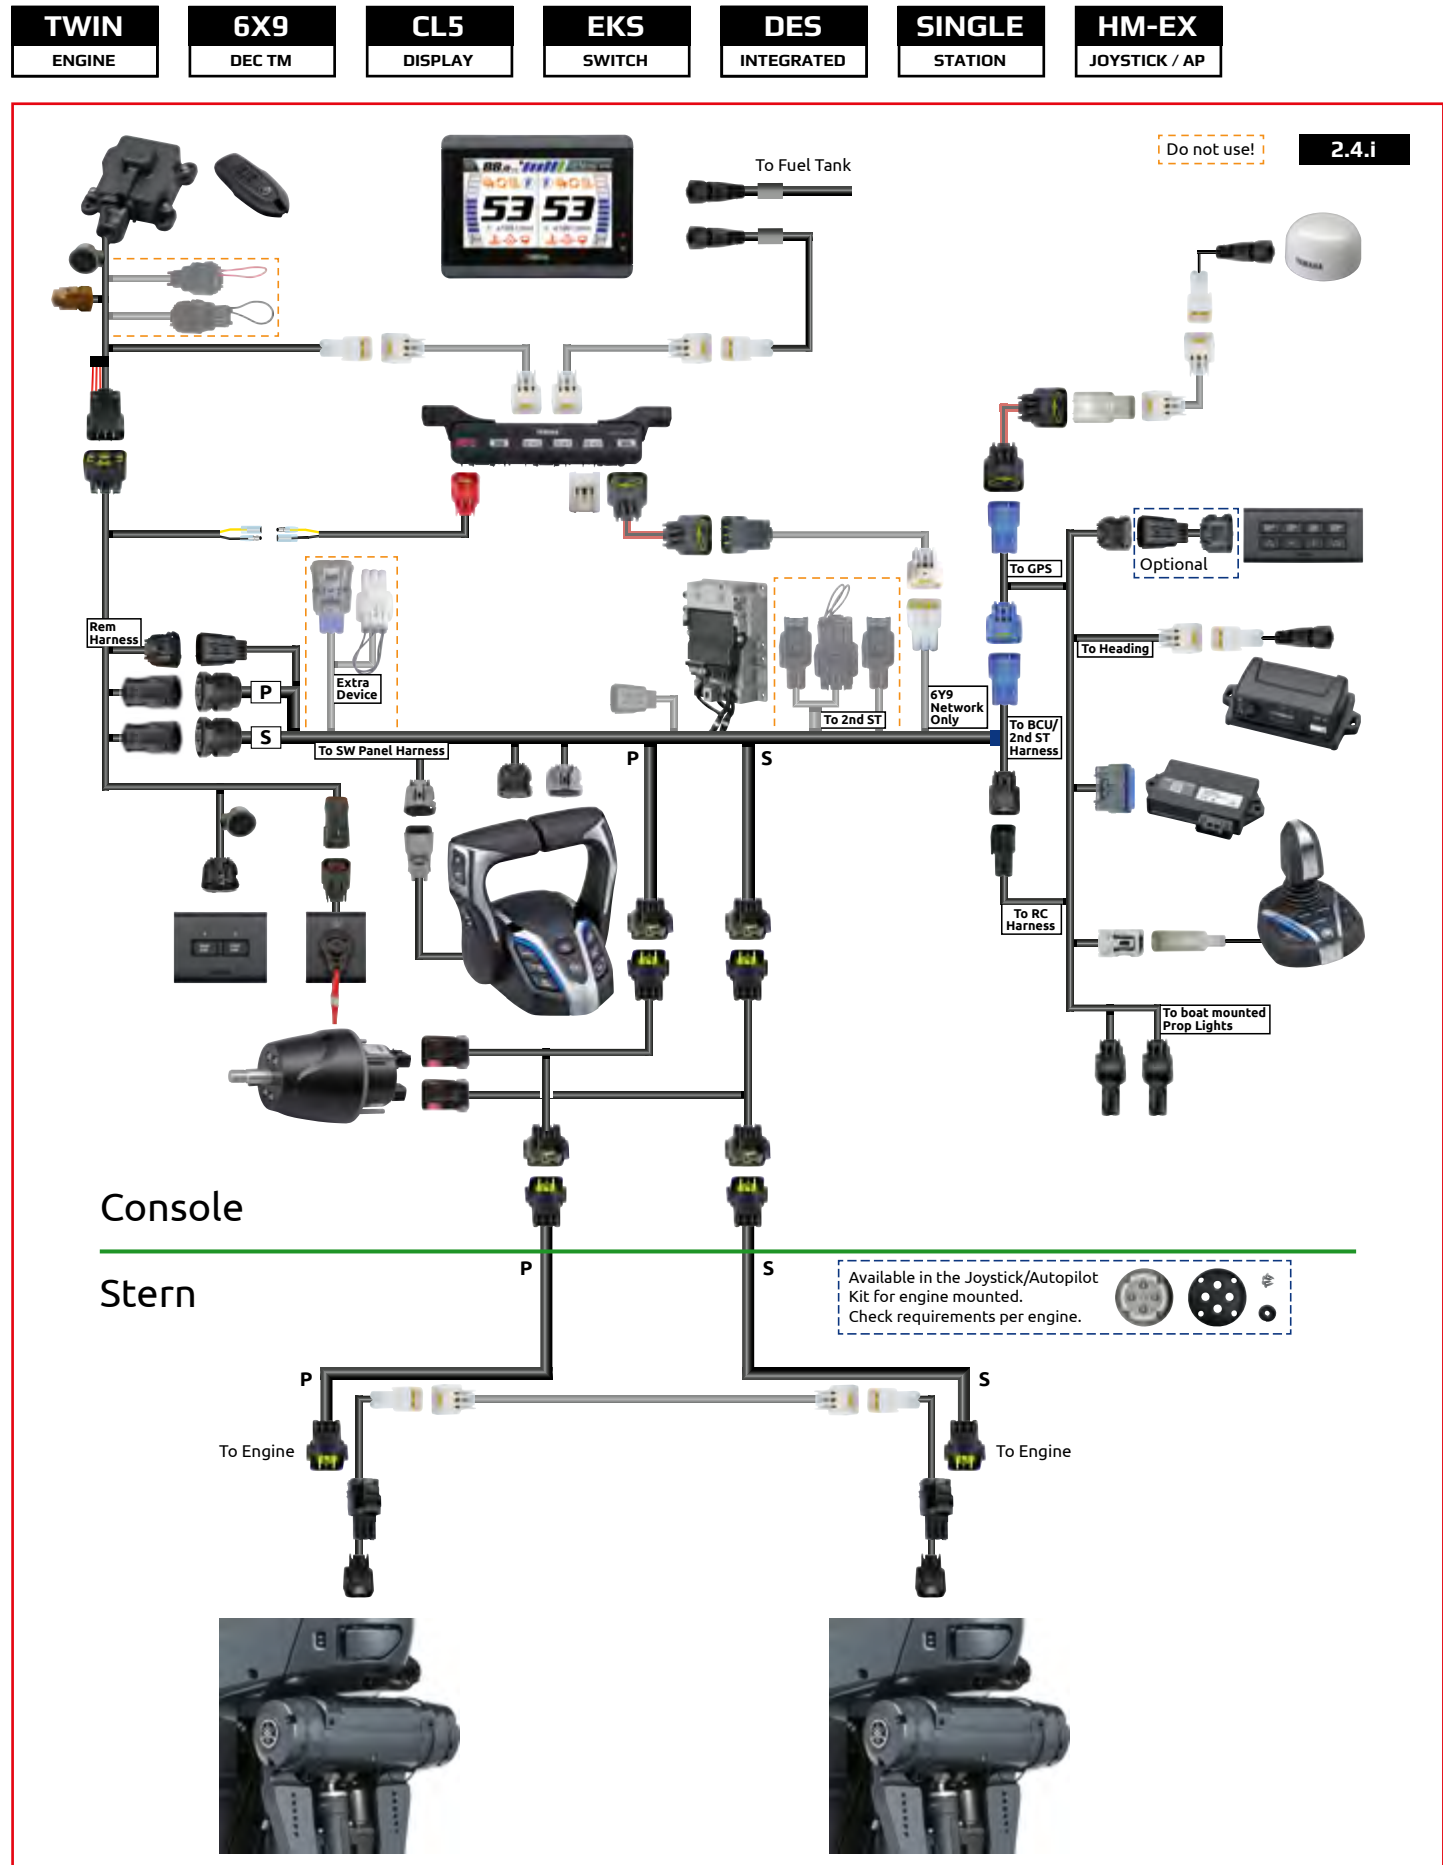 TWIN
ENGINE
6X9
DEC TM
CL5
DISPLAY
EKS
SWITCH
DES
INTEGRATED
SINGLE
STATION
HM-EX
JOYSTICK / AP
Do not use!
2.4.i
To Fuel Tank
53 53
YAMAHA
To GPS
Optional
Rem
Harness
To Heading
P
Extra
Device
S
To SW Panel Harness
To 2nd ST
6Y9
Network
Only
To BCU/
2nd ST
Harness
P
S
To RC
Harness
To boat mounted
Prop Lights
Console
Stern
P
S
Available in the Joystick/Autopilot
Kit for engine mounted.
Check requirements per engine.
P
S
To Engine
To Engine